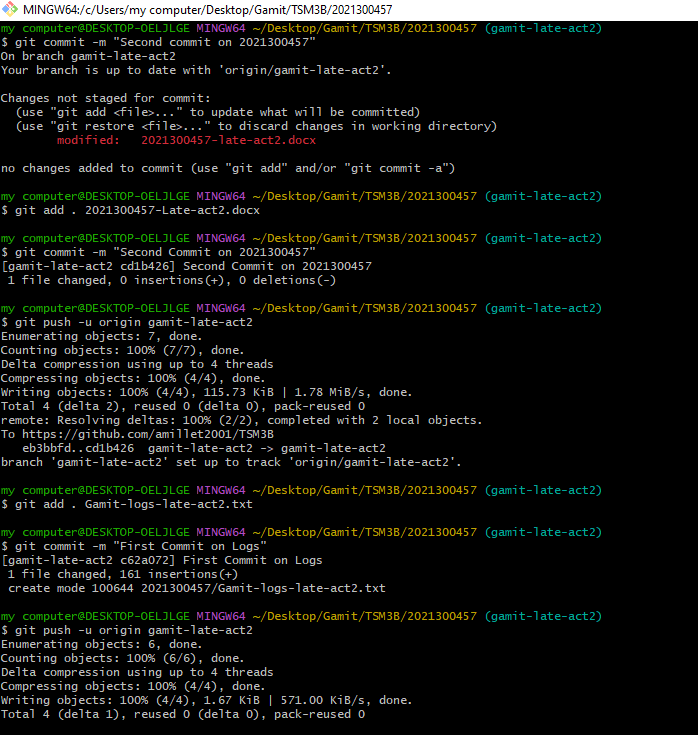 MINGW64:/c/Users/my computer/Desktop/Gamit/TSM3B/2021300457
my computer@DESKTOP-OELJLGE MINGW64 ~/Desktop/Gamit/TSM3B/2021300457 (gamit-late-act2)
$ git commit -m "Second commit on 2021300457"
On branch gamit-late-act2
Your branch is up to date with 'origin/gamit-late-act2'.
Changes not staged for commit:
(use "git add <file>..." to update what will be committed)
(use "git restore <file>..." to discard changes in working directory)
modified:   2021300457-late-act2.docx
no changes added to commit (use "git add" and/or "git commit -a")
my computer@DESKTOP-OELJLGE MINGW64 ~/Desktop/Gamit/TSM3B/2021300457 (gamit-late-act2)
$ git add . 2021300457-Late-act2.docx
my computer@DESKTOP-OELJLGE MINGW64 ~/Desktop/Gamit/TSM3B/2021300457 (gamit-late-act2)
$ git commit -m "Second Commit on 2021300457"
[gamit-late-act2 cd1b426] Second Commit on 2021300457
1 file changed, 0 insertions(+), 0 deletions(-)
my computer@DESKTOP-OELJLGE MINGW64 ~/Desktop/Gamit/TSM3B/2021300457 (gamit-late-act2)
$ git push -u origin gamit-late-act2
Enumerating objects: 7, done.
Counting objects: 100% (7/7), done.
Delta compression using up to 4 threads
Compressing objects: 100% (4/4), done.
Writing objects: 100% (4/4), 115.73 KiB | 1.78 MiB/s, done.
Total 4 (delta 2), reused 0 (delta 0), pack-reused 0
remote: Resolving deltas: 100% (2/2), completed with 2 local objects.
To https://github.com/amillet2001/TSM3B
eb3bbfd..cd1b426  gamit-late-act2 -> gamit-late-act2
branch 'gamit-late-act2' set up to track 'origin/gamit-late-act2'.
my computer@DESKTOP-OELJLGE MINGW64 ~/Desktop/Gamit/TSM3B/2021300457 (gamit-late-act2)
$ git add . Gamit-logs-late-act2.txt
my computer@DESKTOP-OELJLGE MINGW64 ~/Desktop/Gamit/TSM3B/2021300457 (gamit-late-act2)
$ git commit -m "First Commit on Logs"
[gamit-late-act2 c62a072] First Commit on Logs
1 file changed, 161 insertions(+)
create mode 100644 2021300457/Gamit-logs-late-act2.txt
my computer@DESKTOP-OELJLGE MINGW64 ~/Desktop/Gamit/TSM3B/2021300457 (gamit-late-act2)
$ git push -u origin gamit-late-act2
Enumerating objects: 6, done.
Counting objects: 100% (6/6), done.
Delta compression using up to 4 threads
Compressing objects: 100% (4/4), done.
Writing objects: 100% (4/4), 1.67 KiB | 571.00 KiB/s, done.
Total 4 (delta 1), reused 0 (delta 0), pack-reused 0